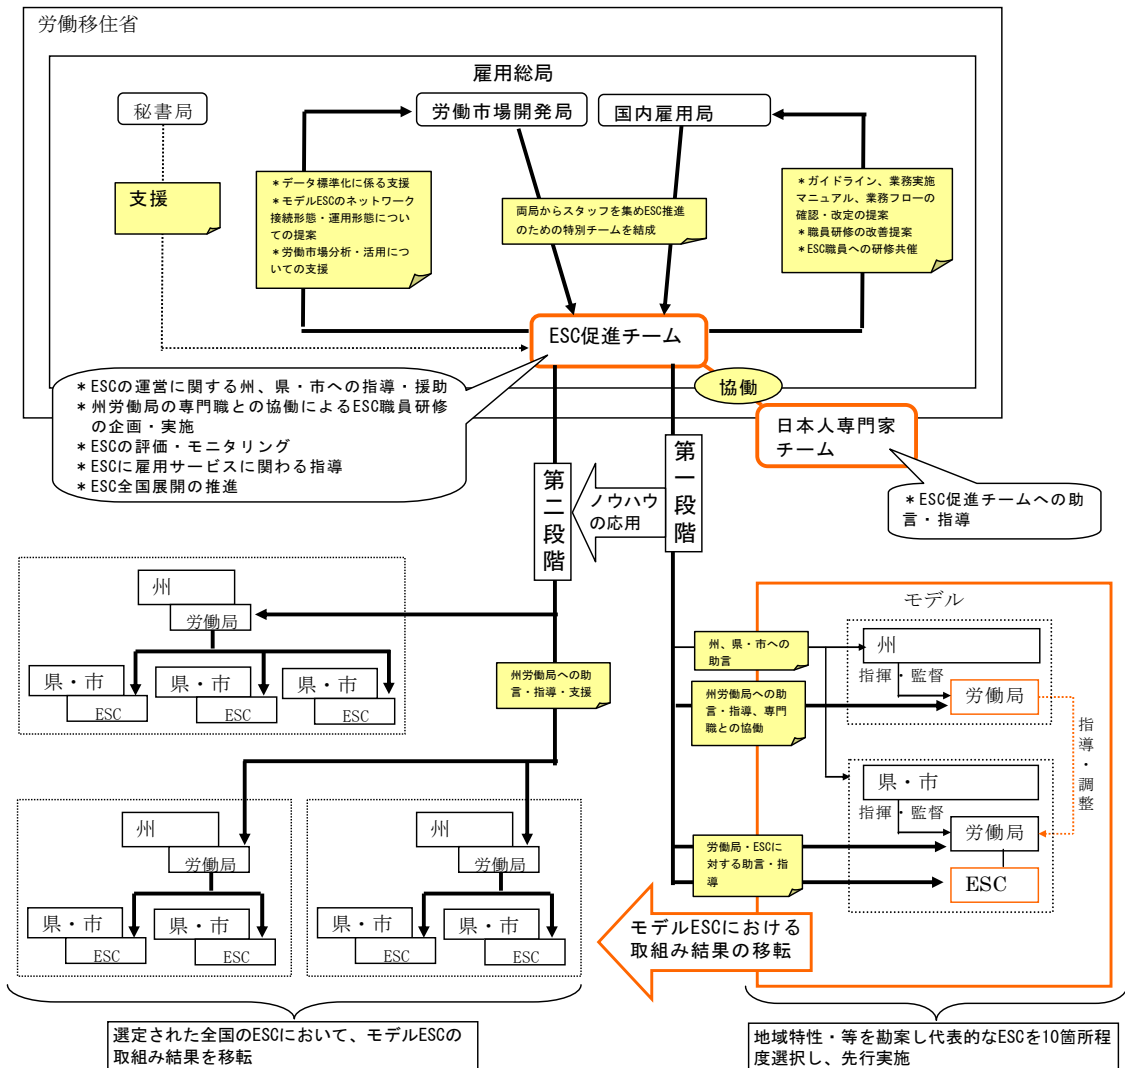 労働移住省
雇用総局
秘書局
労働市場開発局
国内雇用局
支援
＊データ標準化に係る支援
＊モデルESCのネットワーク
接続形態・運用形態につい
ての提案
＊労働市場分析・活用につ
いての支援
両局からスタッフを集めESC推進
のための特別チームを結成
＊ガイドライン、業務実施
マニュアル、業務フローの
確認・改定の提案
＊職員研修の改善提案
＊ESC職員への研修共催
ESC促進チーム
＊ESCの運営に関する州、県・市への指導・援助
＊州労働局の専門職との協働によるESC職員研修
の企画・実施
＊ESCの評価・モニタリング
＊ESCに雇用サービスに関わる指導
＊ESC全国展開の推進
協働
日本人専門家
チーム
＊ESC促進チームへの助
言・指導
第一段階
第二段階
ノウハウ
の応用
州
労働局
県・市
ESC
県・市
ESC
県・市
ESC
州労働局への助
言・指導・支援
州
労働局
県・市
ESC
県・市
ESC
州
労働局
県・市
ESC
県・市
ESC
モデル
州、県・市への
助言
州
指揮・監督
労働局
州労働局への助
言・指導、専門
職との協働
指導・調整
県・市
指揮・監督
労働局
労働局・ESCに
対する助言・指
導
ESC
モデルESCにおける
取組み結果の移転
選定された全国のESCにおいて、モデルESCの
取組み結果を移転
地域特性・等を勘案し代表的なESCを10箇所程
度選択し、先行実施